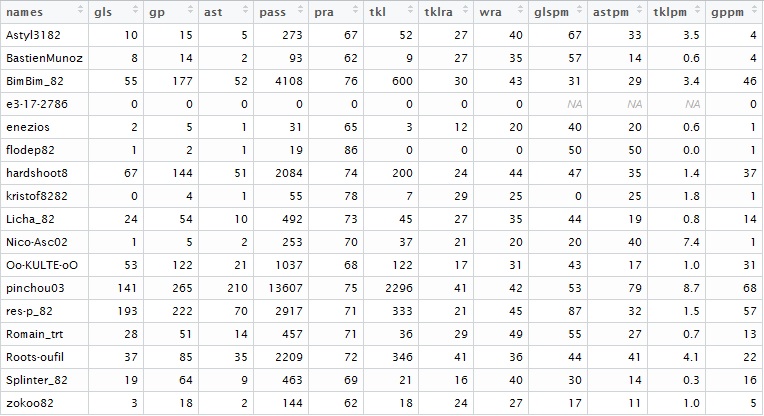 names gls gp ast pass pra tkl tklra wra glspm astpm tklpm gppm
Astyl3182 10 15 5 273 67 52 27 40 67 33 3.5 4
BastienMunoz 8 14 2 93 62 9 27 35 57 14 0.6 4
BimBim_82 55 177 52 4108 76 600 30 43 31 29 3.4 46
e3-17-2786 0 0 0 0 0 0 0 0 NA NA NA 0
enezios 2 5 1 31 65 3 12 20 40 20 0.6 1
flodep82 1 2 1 19 86 0 0 0 50 50 0.0 1
hardshoot8 67 144 51 2084 74 200 24 44 47 35 1.4 37
kristof8282 0 4 1 55 78 7 29 25 0 25 1.8 1
Licha_82 24 54 10 492 73 45 27 35 44 19 0.8 14
Nico-Asc02 1 5 2 253 70 37 21 20 20 40 7.4 1
Oo-KULTE-oO 53 122 21 1037 68 122 17 31 43 17 1.0 31
pinchou03 141 265 210 13607 75 2296 41 42 53 79 8.7 68
res-p_82 193 222 70 2917 71 333 21 45 87 32 1.5 57
Romain_trt 28 51 14 457 71 36 29 49 55 27 0.7 13
Roots-oufil 37 85 35 2209 72 346 41 36 44 41 4.1 22
Splinter_82 19 64 9 463 69 21 16 40 30 14 0.3 16
zokoo82 3 18 2 144 62 18 24 27 17 11 1.0 5